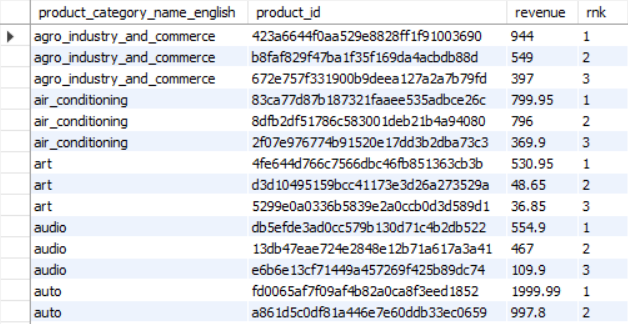 product_category_name_english product_id revenue rnk
agro_industry_and_commerce 423a6644f0aa529e8828ff1f91003690 944 1
agro_industry_and_commerce b8faf829f47ba1f35f169da4acbdb88d 549 2
agro_industry_and_commerce 672e757f331900b9deea127a2a7b79fd 397 3
air_conditioning 83ca77d87b187321faaee535adbce26c 799.95 1
air_conditioning 8dfb2df51786c583001deb21b4a94080 796 2
air_conditioning 2f07e976774b91520e17dd3b2dba73c3 369.9 3
art 4fe644d766c7566dbc46fb851363cb3b 530.95 1
art d3d10495159bcc41173e3d26a273529a 48.65 2
art 5299e0a0336b5839e2a0ccb0d3d589d1 36.85 3
audio db5efde3ad0cc579b130d71c4b2db522 554.9 1
audio 13db47eae724e2848e12b71a617a3a41 467 2
audio e6b6e13cf71449a457269f425b89dc74 109.9 3
auto fd0065af7f09af4b82a0ca8f3eed1852 1999.99 1
auto a861d5c0df81a446e7e60ddb33ec0659 997.8 2